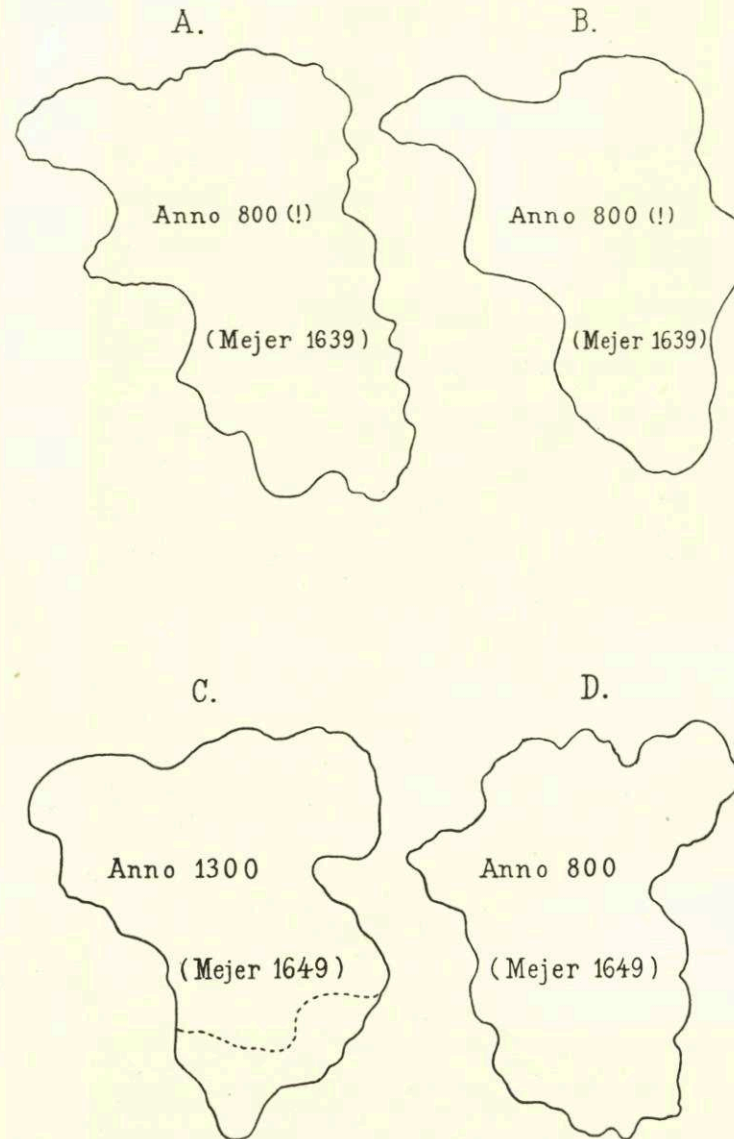 A.
B.
Anno 800 (!)
Anno 800 (!)
(Mejer 1639)
(Mejer 1639)
C.
D.
Anno 1300
Anno 800
(Mejer 1649)
(Mejer 1649)